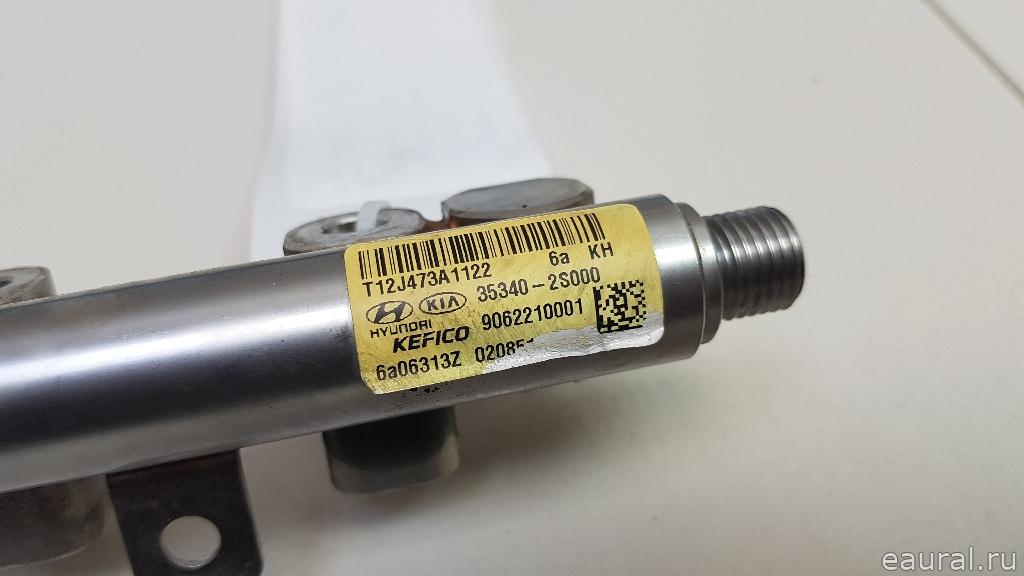 T12J473A1122 6a KH
HYUNDAI KIA 35340-2S000
KEFICO 9062210001
6a06313Z
eaural.ru